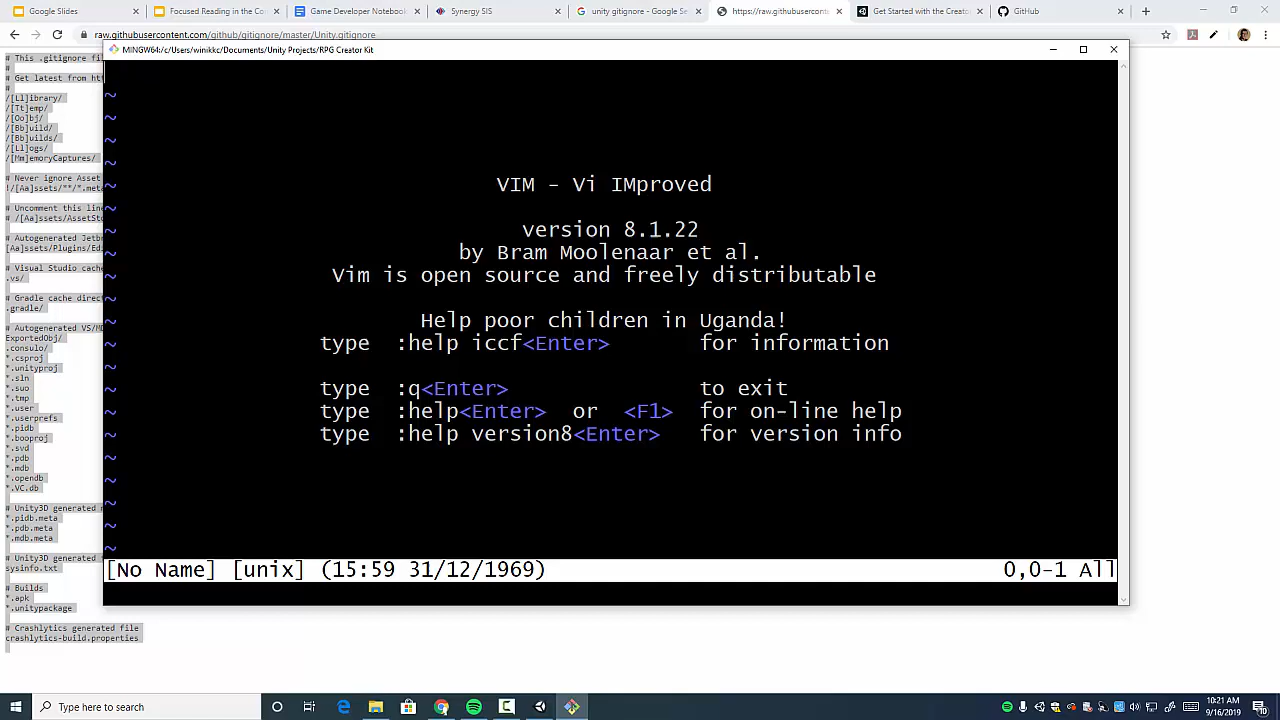 Google Slides
Focused Reading in the Co
Game Developer Notebook
Synergy SIS
unity gitignore - Google Se
https://raw.githubusercont
Get Started with the Creato
GitHub
raw.githubusercontent.com/github/gitignore/master/Unity.gitignore
MINGW64:/c/Users/winikkc/Documents/Unity Projects/RPG Creator Kit
# This .gitignore fil
#
# Get latest from htt
#
/[Ll]ibrary/
/[Tt]emp/
/[Oo]bj/
/[Bb]uild/
/[Bb]uilds/
/[Ll]ogs/
/[Mm]emoryCaptures/
# Never ignore Asset
!/[Aa]ssets/**/*.meta
# Uncomment this line
# /[Aa]ssets/AssetSto
# Autogenerated Jetbr
[Aa]ssets/Plugins/Edi
# Visual Studio cache
.vs/
# Gradle cache direct
.gradle/
# Autogenerated VS/MD
ExportedObj/
.consulo/
*.csproj
*.unityproj
*.sln
*.suo
*.tmp
*.user
*.userprefs
*.pidb
*.booproj
*.svd
*.pdb
*.mdb
*.opendb
*.VC.db
# Unity3D generated m
*.pidb.meta
*.pdb.meta
*.mdb.meta
# Unity3D generated f
sysinfo.txt
# Builds
*.apk
*.unitypackage
# Crashlytics generated file
crashlytics-build.properties
~
~
~
~
~
VIM - Vi IMproved
~
~
version 8.1.22
~
by Bram Moolenaar et al.
~
Vim is open source and freely distributable
~
~
Help poor children in Uganda!
~
type :help iccf<Enter> for information
~
type :q<Enter> to exit
~
type :help<Enter> or <F1> for on-line help
~
type :help version8<Enter> for version info
~
~
~
~
~
[No Name] [unix] (15:59 31/12/1969) 0,0-1 All
Type here to search
10:21 AM
9/16/2019